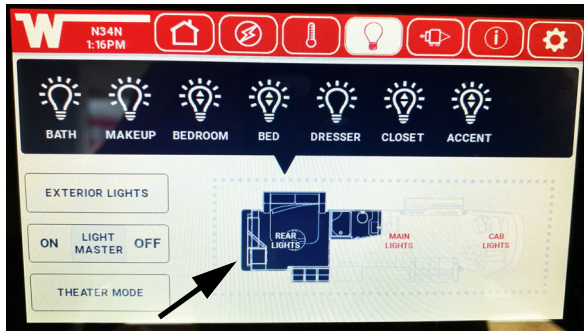 W
N34N
1:16PM
BATH MAKEUP BEDROOM BED DRESSER CLOSET ACCENT
EXTERIOR LIGHTS
ON LIGHT MASTER OFF
THEATER MODE
REAR
LIGHTS
MAIN
LIGHTS
CAB
LIGHTS